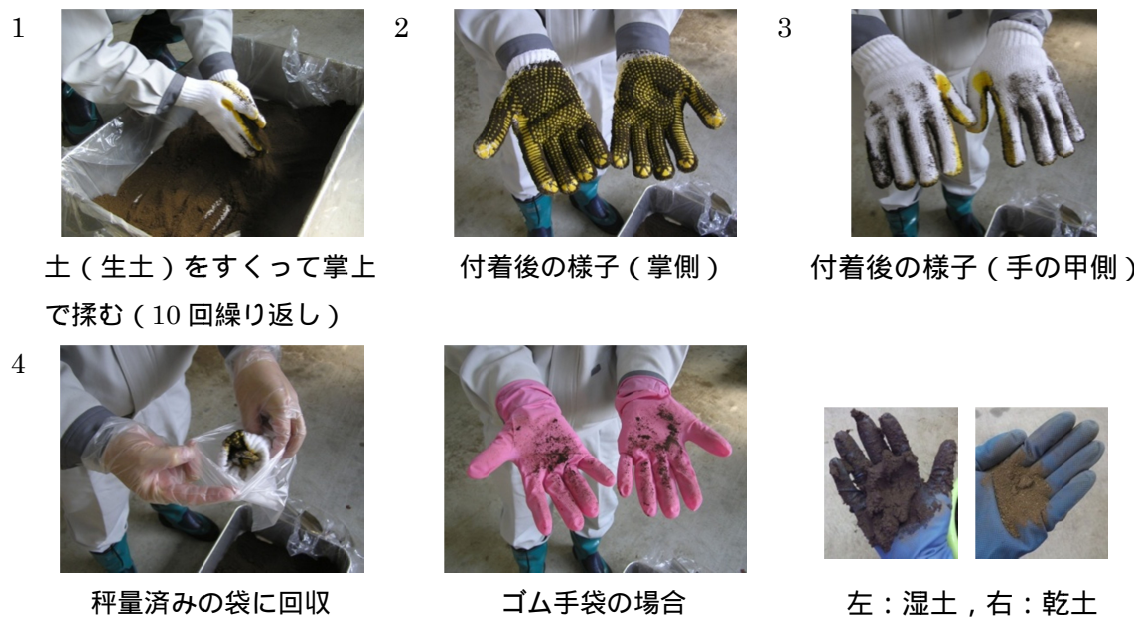 1
2
3
土（生土）をすくって掌上
で揉む（10 回繰り返し）
付着後の様子（掌側）
付着後の様子（手の甲側）
4
秤量済みの袋に回収
ゴム手袋の場合
左：湿土，右：乾土